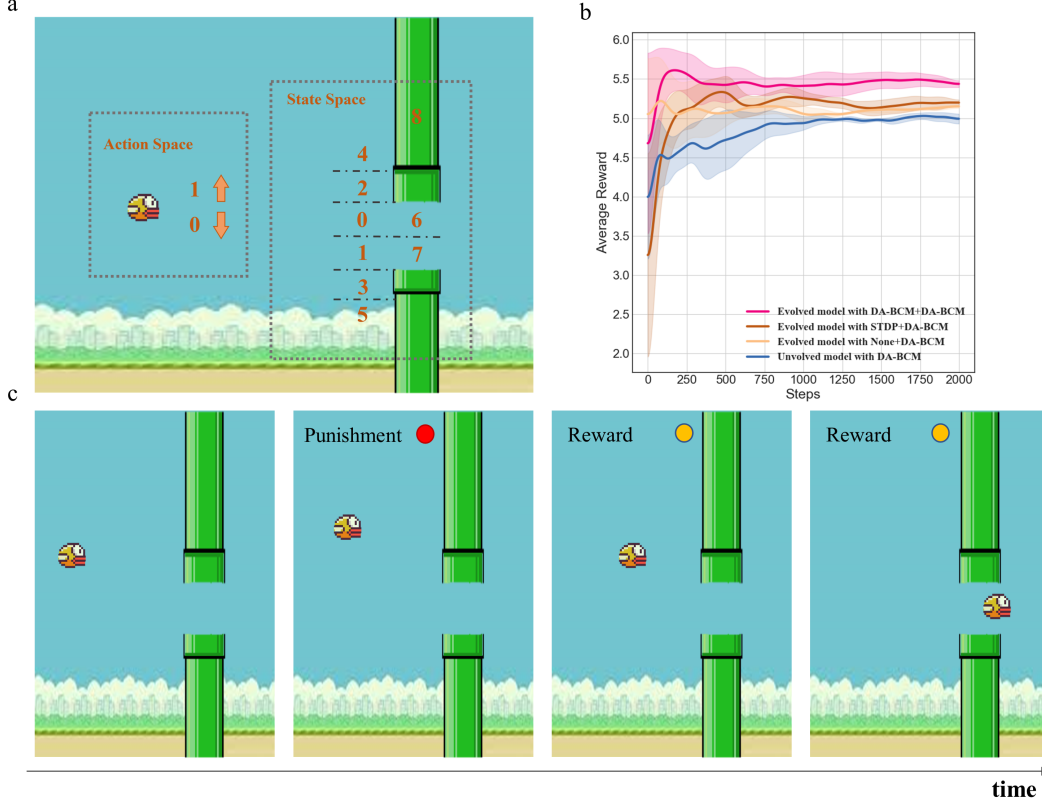 a
State Space
8
Action Space
4
1
2
0
0
6
1
7
3
5
b
6.0
5.5
5.0
4.5
4.0
3.5
3.0
2.5
2.0
Average Reward
Evolved model with DA-BCM+DA-BCM
Evolved model with STDP+DA-BCM
Evolved model with None+DA-BCM
Unvolved model with DA-BCM
0 250 500 750 1000 1250 1500 1750 2000
Steps
c
Punishment
Reward
Reward
time